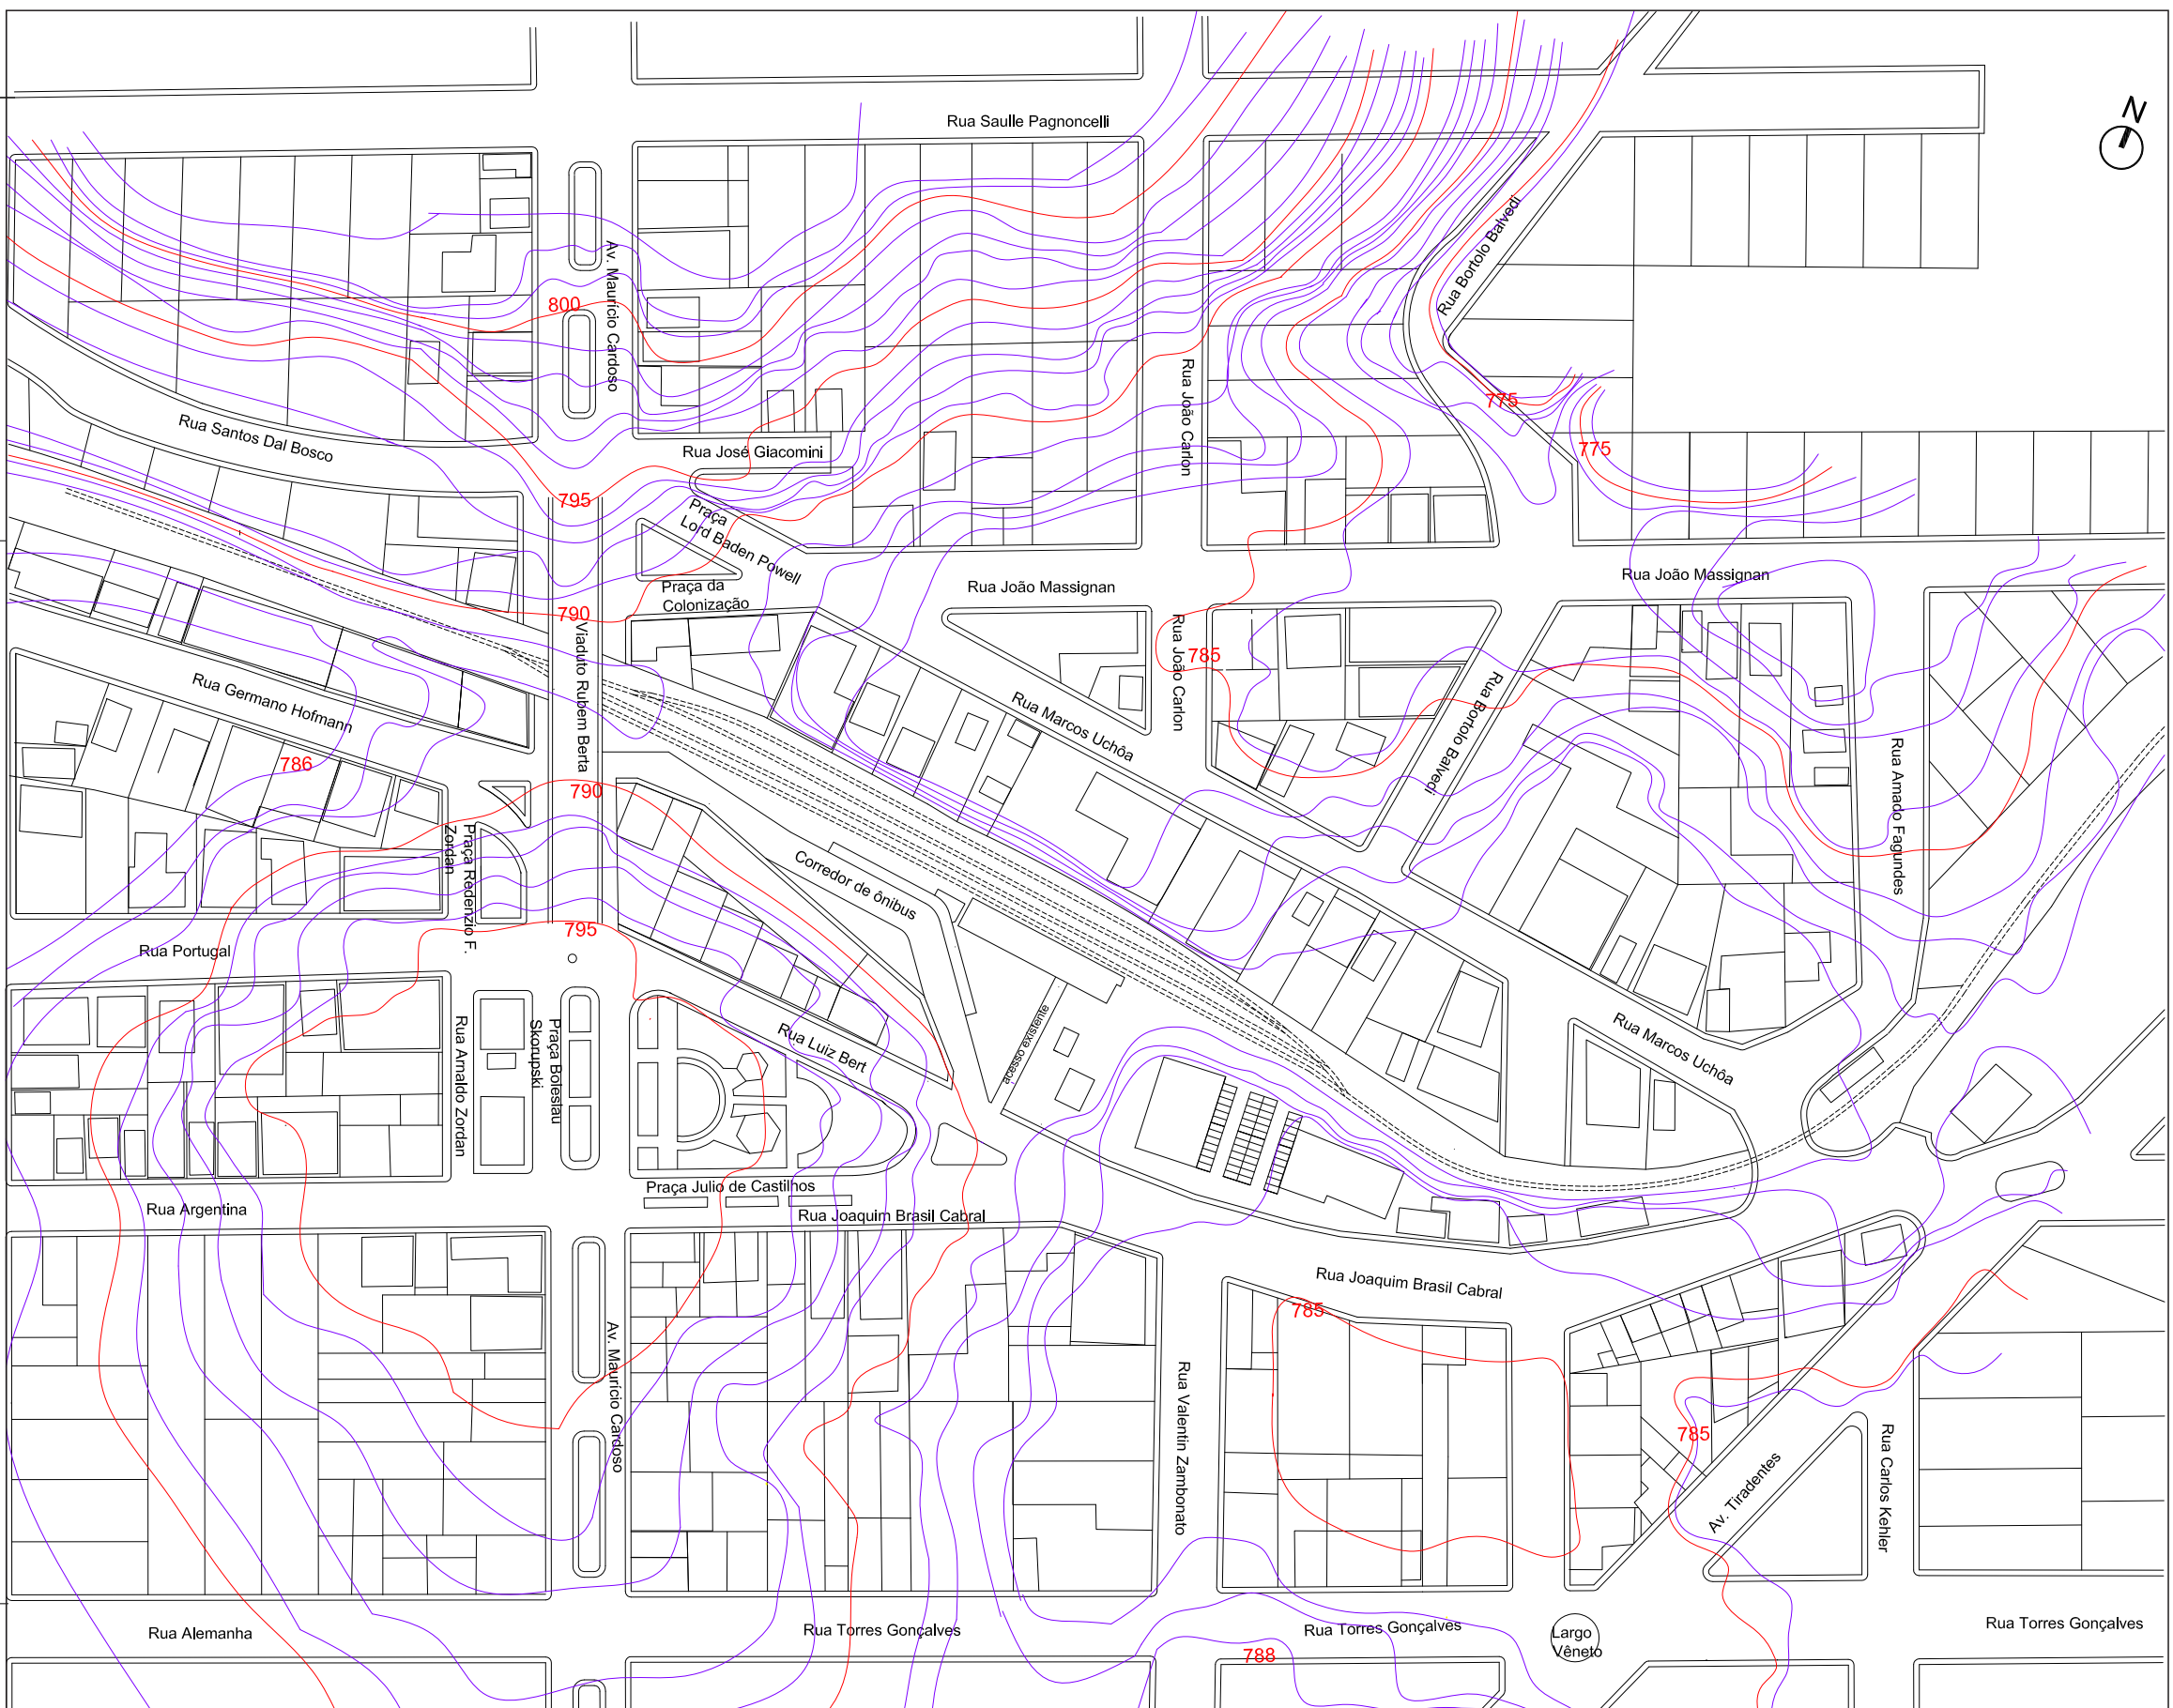 Rua Saulle Pagnoncelli
N
Rua Bortolo Balvedi
Av. Maurício Cardoso
800
Rua João Carlon
775
775
Rua Santos Dal Bosco
Rua José Giacomini
795
Praça
Lord Baden Powell
Praça da
Colonização
Rua João Massignan
Rua João Massignan
790
Viaduto Rubem Berta
Rua João Carlon
785
Rua Germano Hofmann
Rua Marcos Uchôa
Rua Bortolo Balvedi
786
790
Rua Amado Fagundes
Praça Redenzio F.
Zordan
Corredor de ônibus
795
Rua Portugal
Rua Arnaldo Zordan
Praça Boleslau
Skorupski
Rua Luiz Bert
acesso existente
Rua Marcos Uchôa
Praça Julio de Castilhos
Rua Argentina
Rua Joaquim Brasil Cabral
Rua Joaquim Brasil Cabral
785
Av. Maurício Cardoso
Rua Valentin Zambonato
785
Av. Tiradentes
Rua Carlos Kehler
Rua Alemanha
Rua Torres Gonçalves
Rua Torres Gonçalves
Largo
Vêneto
Rua Torres Gonçalves
788